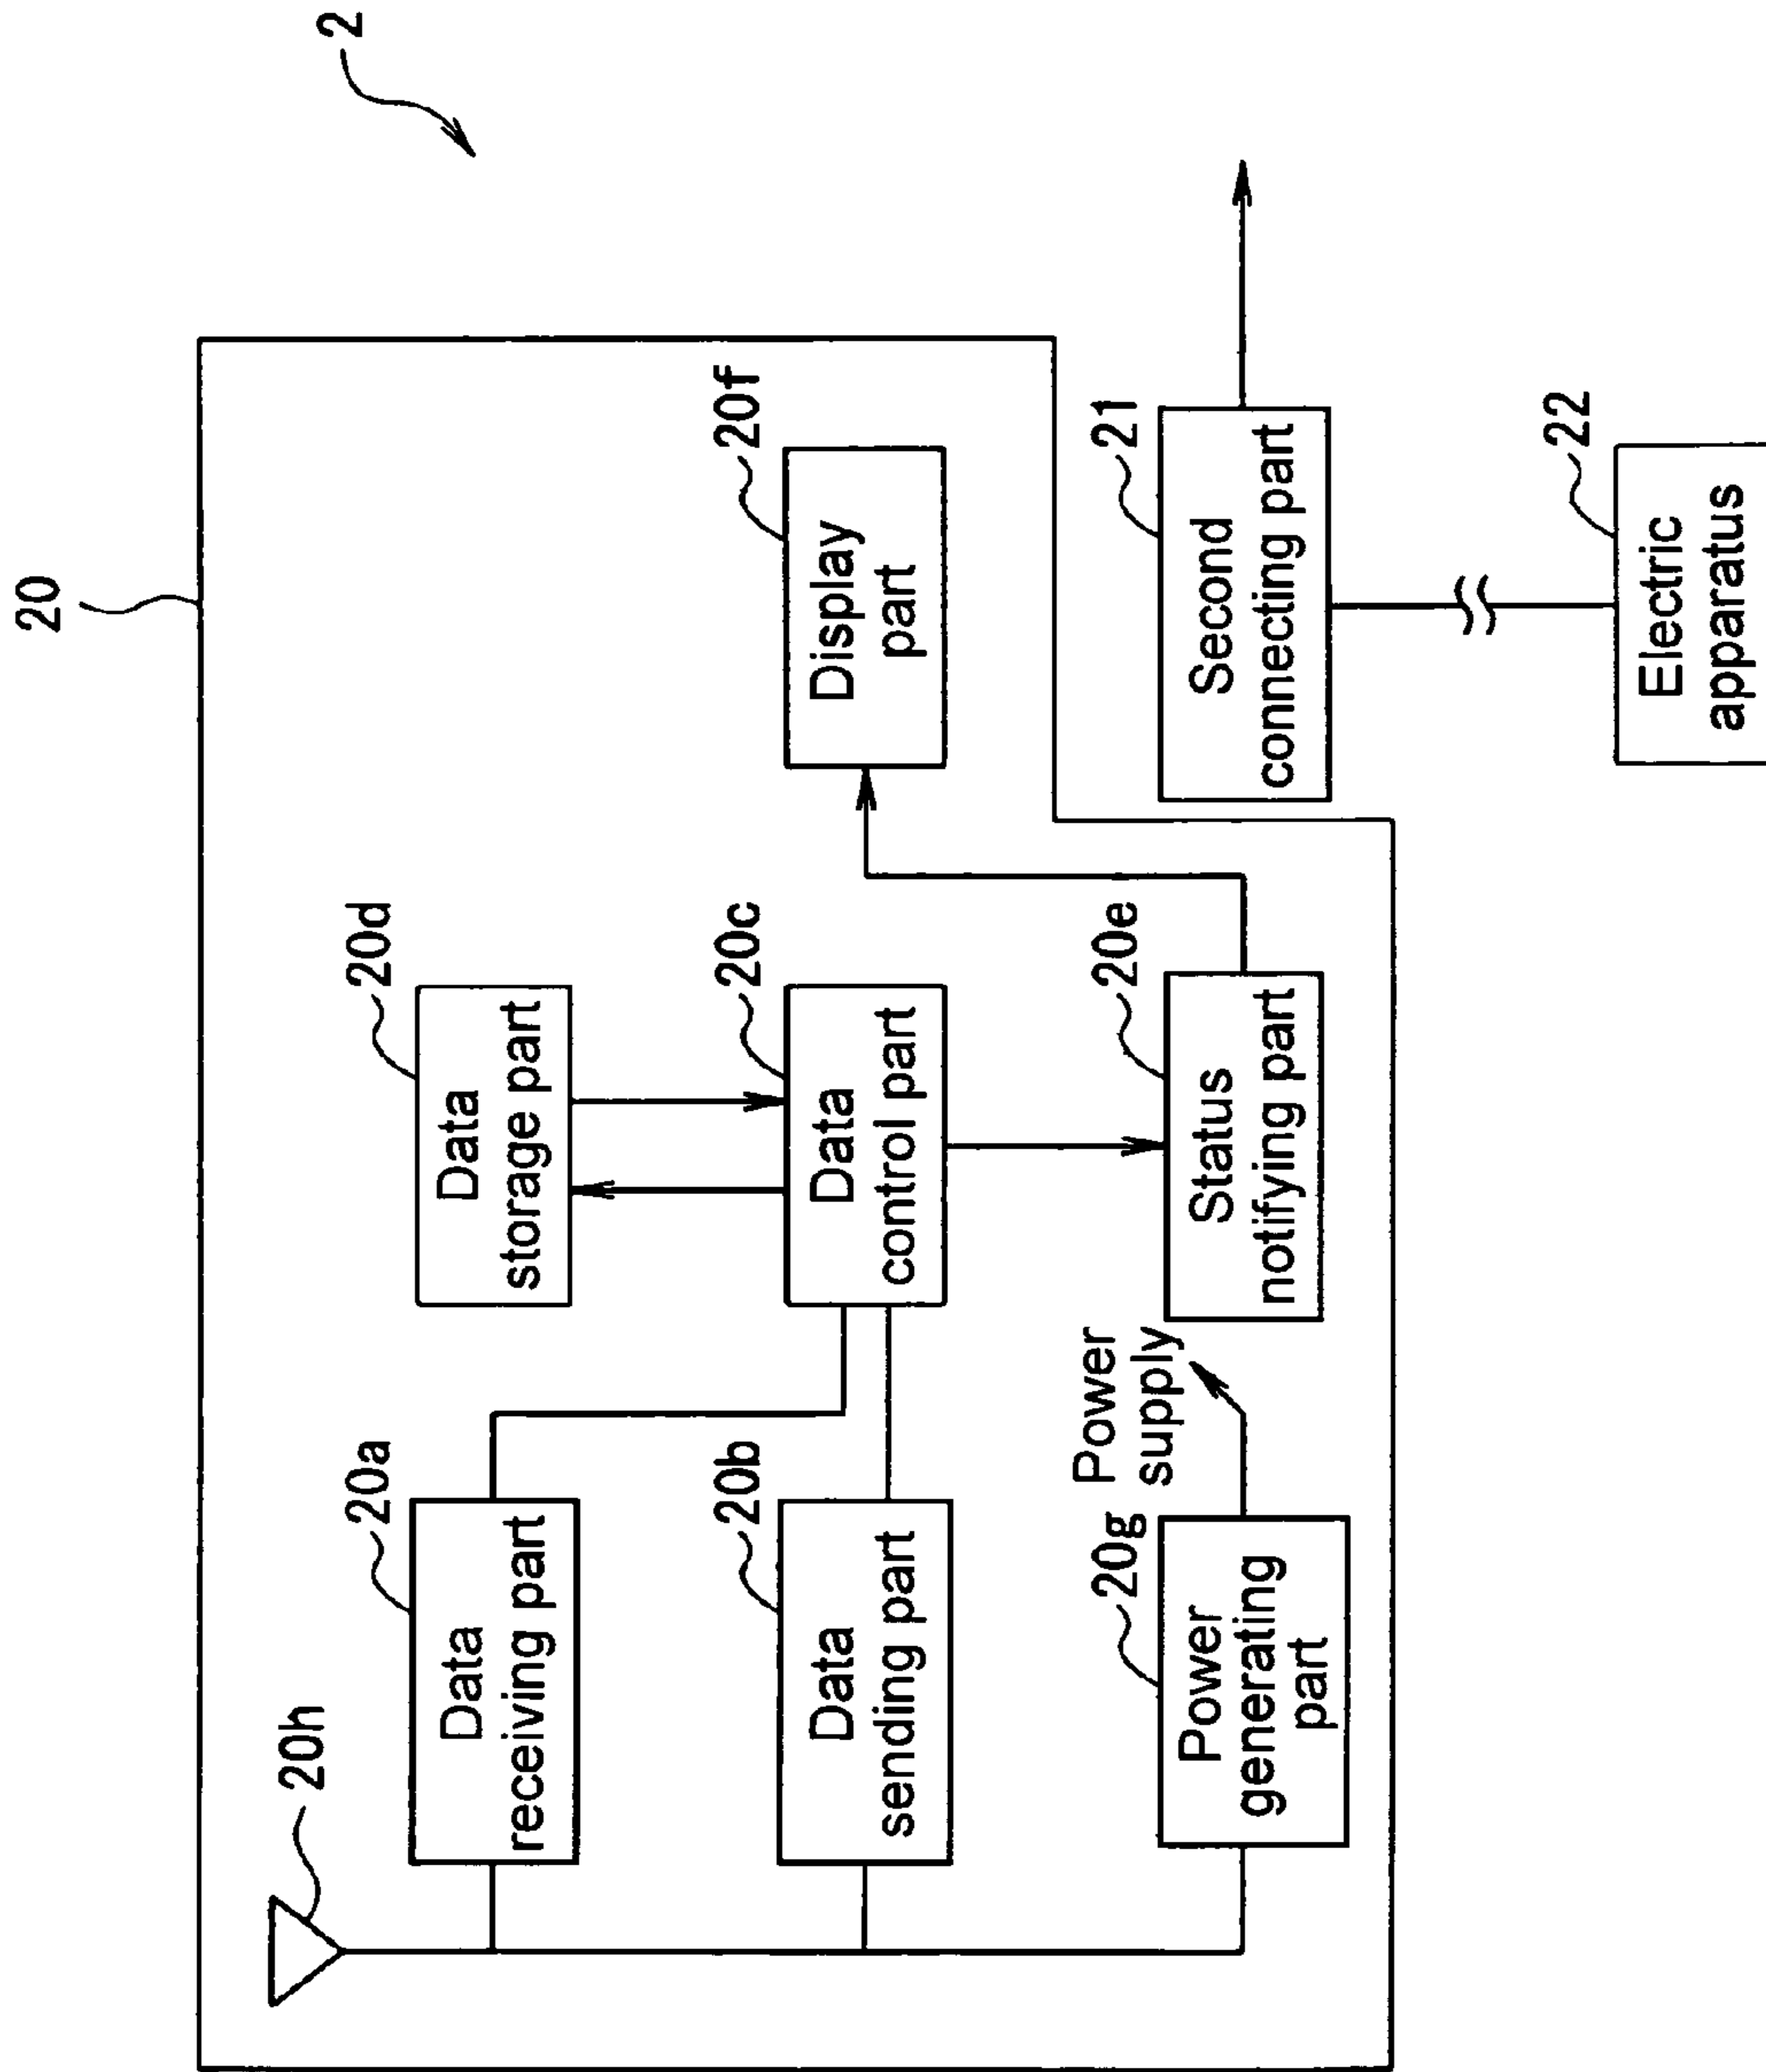 20
2
20h
20a
Data
receiving part
20d
Data
storage part
20b
Data
sending part
20c
Data
control part
20f
Display
part
20g
Power
generating
part
Power
supply
20e
Status
notifying part
21
Second
connecting part
22
Electric
apparatus